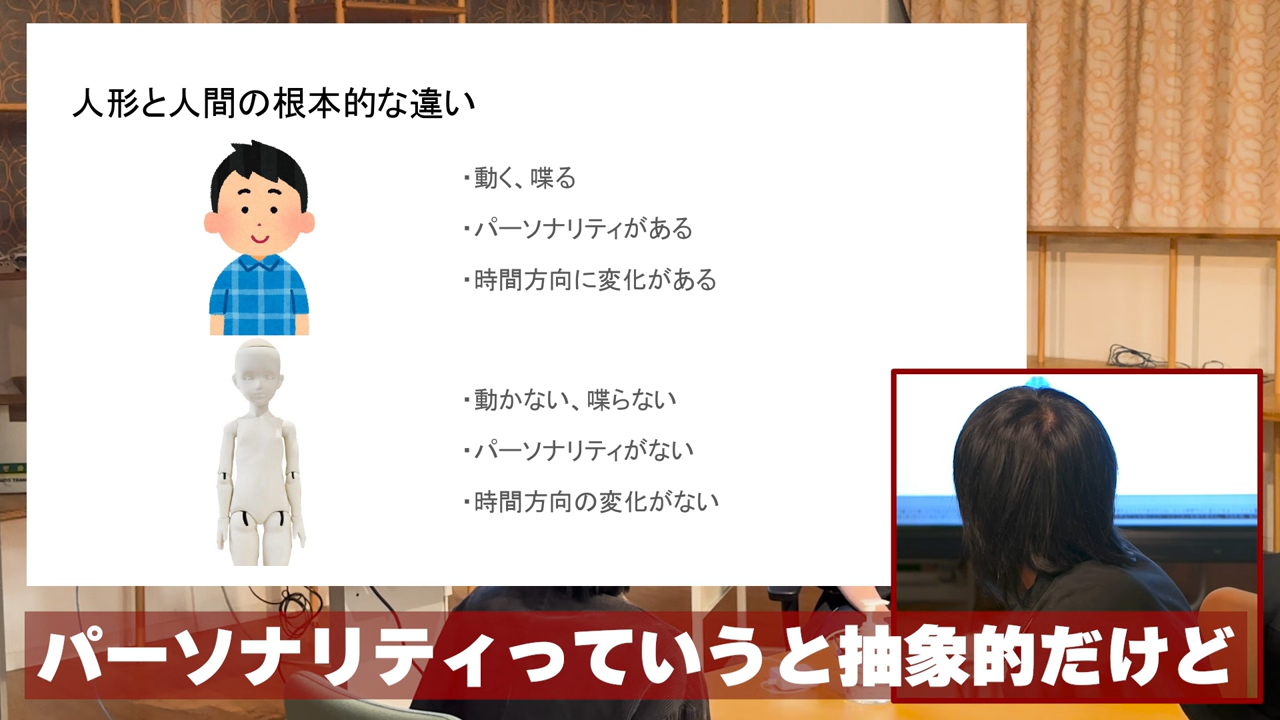 人形と人間の根本的な違い
・動く、喋る
・パーソナリティがある
・時間方向に変化がある
・動かない、喋らない
・パーソナリティがない
・時間方向の変化がない
パーソナリティっていうと抽象的だけど